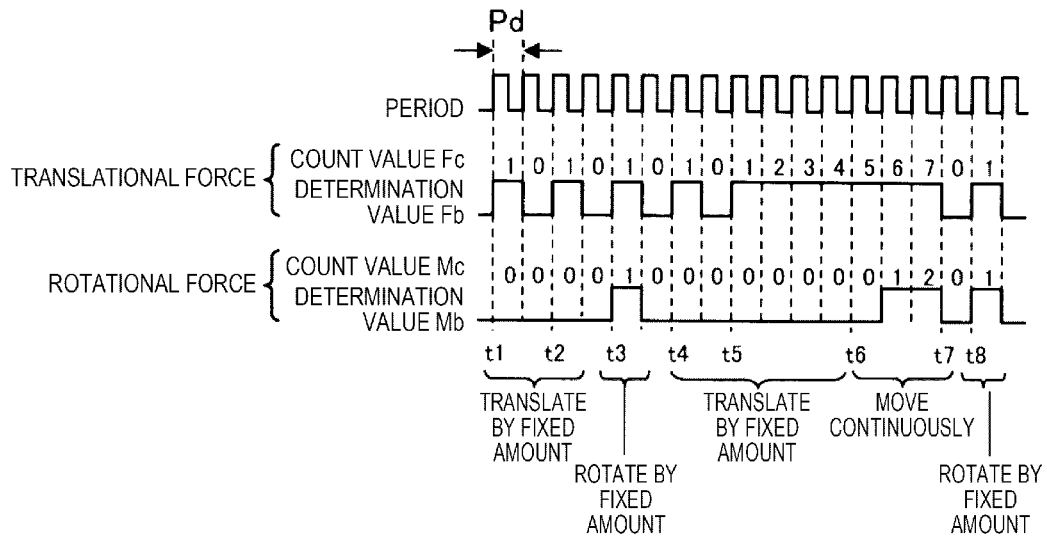 Pd
PERIOD
TRANSLATIONAL FORCE
COUNT VALUE Fc 1 0 1 0 1 0 1 0 1 2 3 4 5 6 7 0 1
DETERMINATION
VALUE Fb
ROTATIONAL FORCE
COUNT VALUE Mc 0 0 0 0 1 0 0 0 0 0 0 0 0 1 2 0 1
DETERMINATION
VALUE Mb
t1 t2 t3 t4 t5 t6 t7 t8
TRANSLATE
BY FIXED
AMOUNT
ROTATE BY
FIXED
AMOUNT
TRANSLATE
BY FIXED
AMOUNT
MOVE
CONTINUOUSLY
ROTATE BY
FIXED
AMOUNT